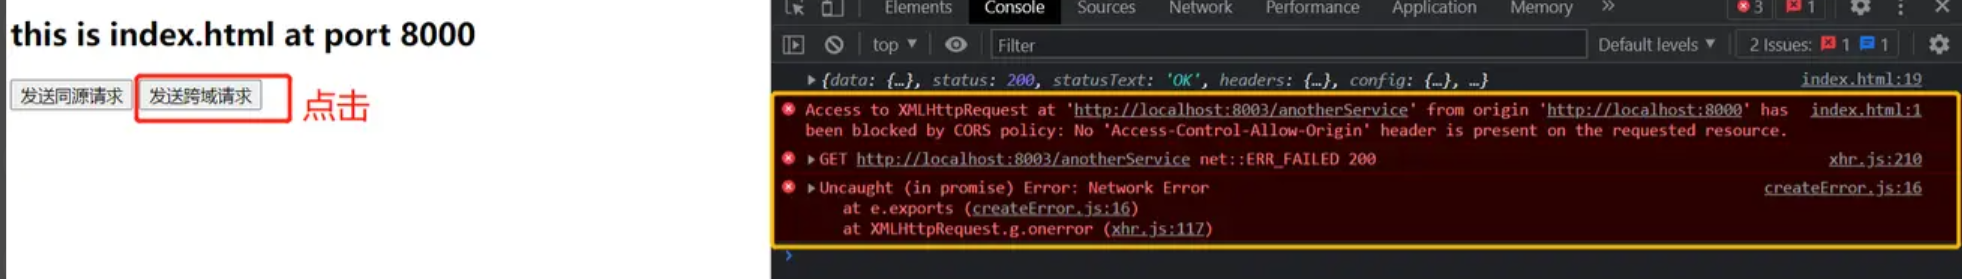 this is index.html at port 8000
发送同源请求 发送跨域请求 点击
Elements Console Sources Network Performance Application Memory » 3 1
top ▼ Filter Default levels ▼ 2 Issues: 1 1
▶{data: {…}, status: 200, statusText: 'OK', headers: {…}, config: {…}, …} index.html:19
Access to XMLHttpRequest at 'http://localhost:8003/anotherService' from origin 'http://localhost:8000' has index.html:1
been blocked by CORS policy: No 'Access-Control-Allow-Origin' header is present on the requested resource.
▶GET http://localhost:8003/anotherService net::ERR_FAILED 200 xhr.js:210
▶Uncaught (in promise) Error: Network Error createError.js:16
at e.exports (createError.js:16)
at XMLHttpRequest.g.onerror (xhr.js:117)